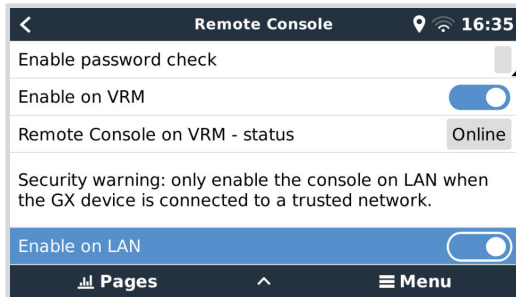 Remote Console
16:35
Enable password check
Enable on VRM
Remote Console on VRM - status
Online
Security warning: only enable the console on LAN when
the GX device is connected to a trusted network.
Enable on LAN
Pages
Menu